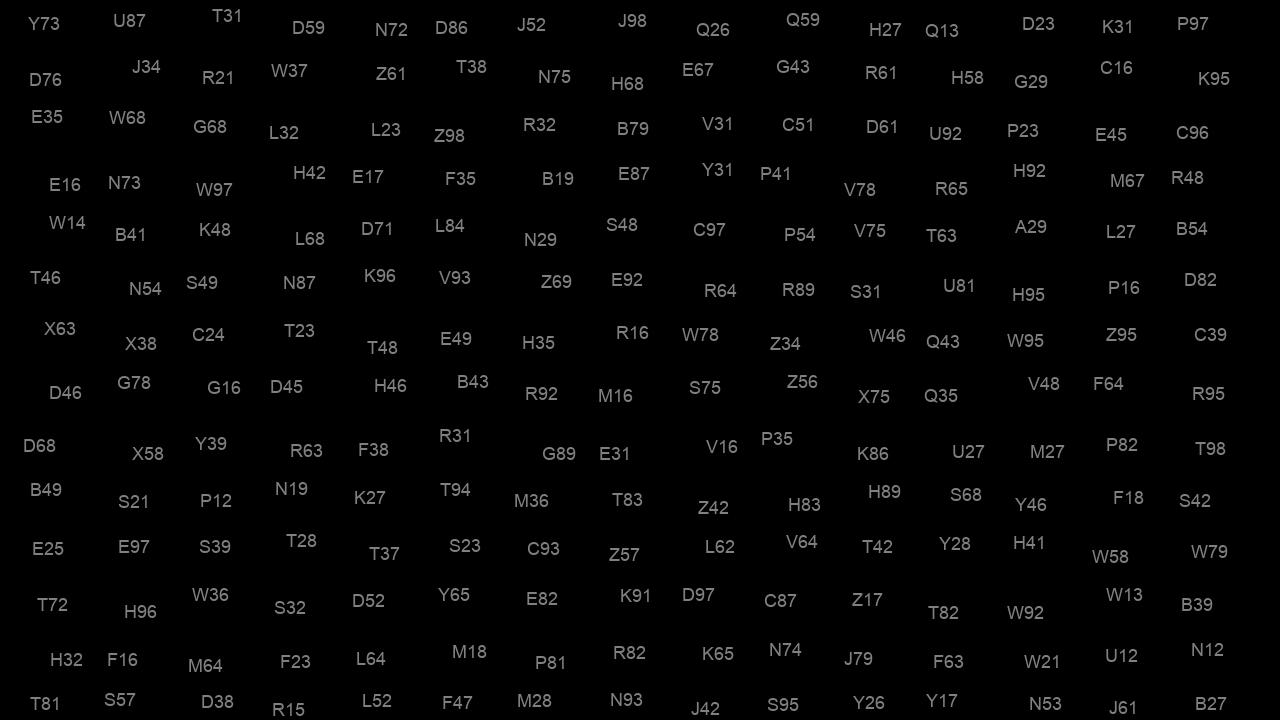 Y73 U87 T31 D59 N72 D86 J52 J98 Q26 Q59 H27 Q13 D23 K31 P97
D76 J34 R21 W37 Z61 T38 N75 H68 E67 G43 R61 H58 G29 C16 K95
E35 W68 G68 L32 L23 Z98 R32 B79 V31 C51 D61 U92 P23 E45 C96
E16 N73 W97 H42 E17 F35 B19 E87 Y31 P41 V78 R65 H92 M67 R48
W14 B41 K48 L68 D71 L84 N29 S48 C97 P54 V75 T63 A29 L27 B54
T46 N54 S49 N87 K96 V93 Z69 E92 R64 R89 S31 U81 H95 P16 D82
X63 X38 C24 T23 T48 E49 H35 R16 W78 Z34 W46 Q43 W95 Z95 C39
D46 G78 G16 D45 H46 B43 R92 M16 S75 Z56 X75 Q35 V48 F64 R95
D68 X58 Y39 R63 F38 R31 G89 E31 V16 P35 K86 U27 M27 P82 T98
B49 S21 P12 N19 K27 T94 M36 T83 Z42 H83 H89 S68 Y46 F18 S42
E25 E97 S39 T28 T37 S23 C93 Z57 L62 V64 T42 Y28 H41 W58 W79
T72 H96 W36 S32 D52 Y65 E82 K91 D97 C87 Z17 T82 W92 W13 B39
H32 F16 M64 F23 L64 M18 P81 R82 K65 N74 J79 F63 W21 U12 N12
T81 S57 D38 R15 L52 F47 M28 N93 J42 S95 Y26 Y17 N53 J61 B27